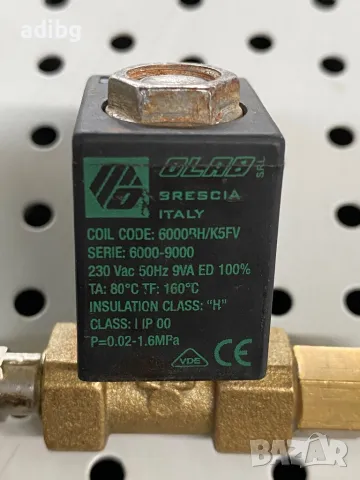 adibg
OLAB S.R.L
BRESCIA
ITALY
COIL CODE: 6000BH/K5FV
SERIE: 6000-9000
230 Vac 50Hz 9VA ED 100%
TA: 80°C TF: 160°C
INSULATION CLASS: "H"
CLASS: I IP 00
P=0.02-1.6MPa
VDE CE
BAZAR